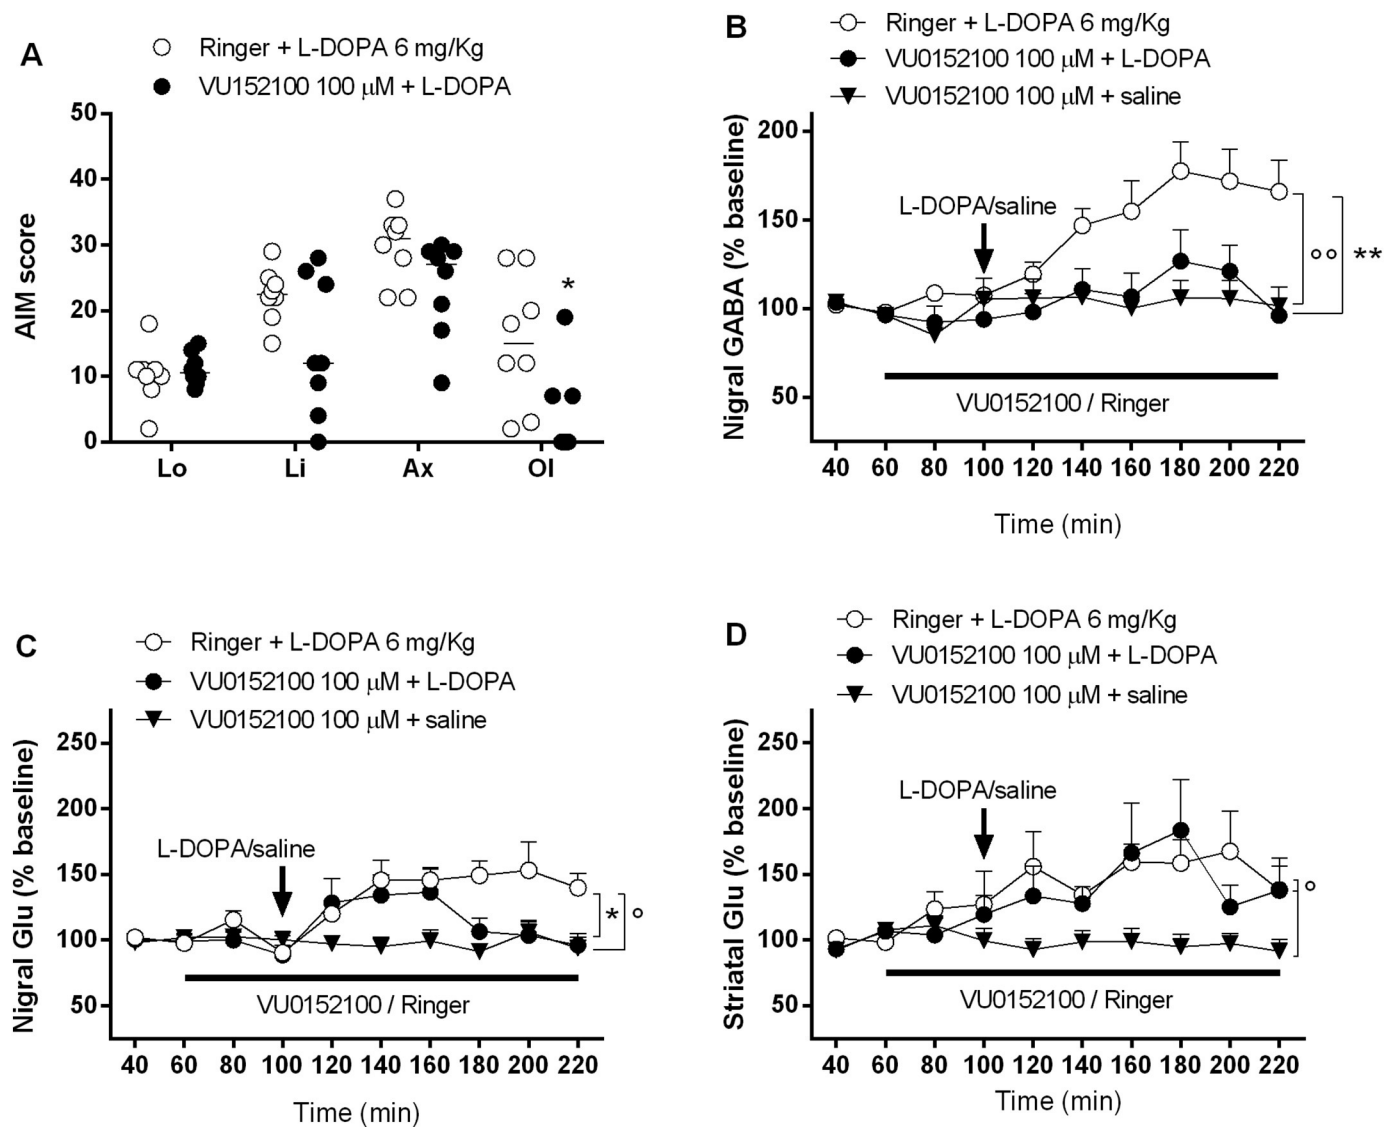 A
Ringer + L-DOPA 6 mg/Kg
VU152100 100 μM + L-DOPA
AIM score
50
40
30
20
10
0
*
Lo Li Ax Ol
B
Ringer + L-DOPA 6 mg/Kg
VU0152100 100 μM + L-DOPA
VU0152100 100 μM + saline
Nigral GABA (% baseline)
200
150
100
50
L-DOPA/saline
°° **
VU0152100 / Ringer
40 60 80 100 120 140 160 180 200 220
Time (min)
C
Ringer + L-DOPA 6 mg/Kg
VU0152100 100 μM + L-DOPA
VU0152100 100 μM + saline
Nigral Glu (% baseline)
250
200
150
100
50
L-DOPA/saline
* °
VU0152100 / Ringer
40 60 80 100 120 140 160 180 200 220
Time (min)
D
Ringer + L-DOPA 6 mg/Kg
VU0152100 100 μM + L-DOPA
VU0152100 100 μM + saline
Striatal Glu (% baseline)
250
200
150
100
50
L-DOPA/saline
°
VU0152100 / Ringer
40 60 80 100 120 140 160 180 200 220
Time (min)